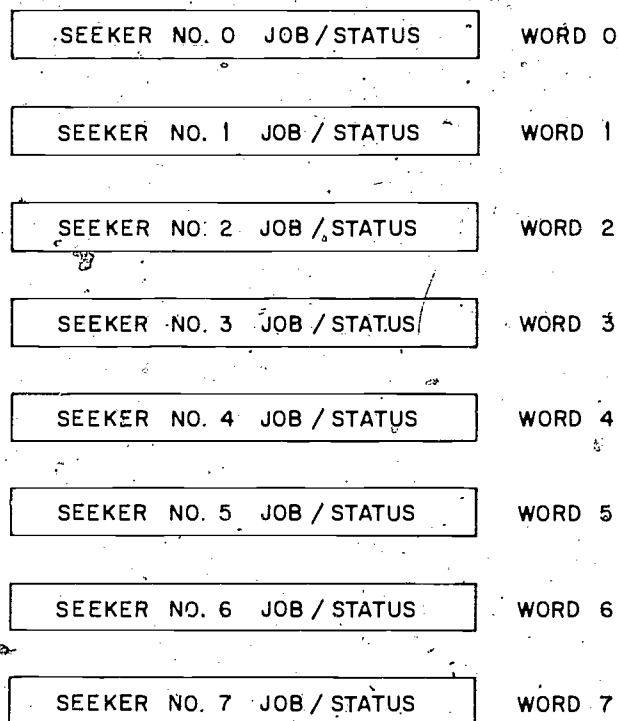 SEEKER NO. 0 JOB / STATUS WORD 0
SEEKER NO. 1 JOB / STATUS WORD 1
SEEKER NO. 2 JOB / STATUS WORD 2
SEEKER NO. 3 JOB / STATUS WORD 3
SEEKER NO. 4 JOB / STATUS WORD 4
SEEKER NO. 5 JOB / STATUS WORD 5
SEEKER NO. 6 JOB / STATUS WORD 6
SEEKER NO. 7 JOB / STATUS WORD 7